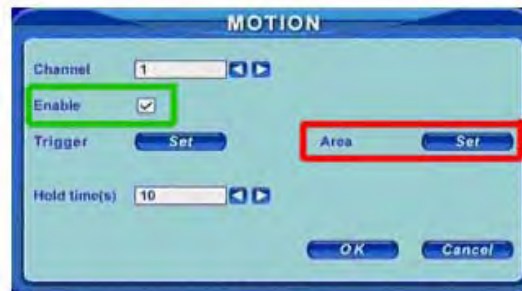 MOTION
Channel 1
Enable
Trigger Set Area Set
Hold time(s) 10
OK Cancel